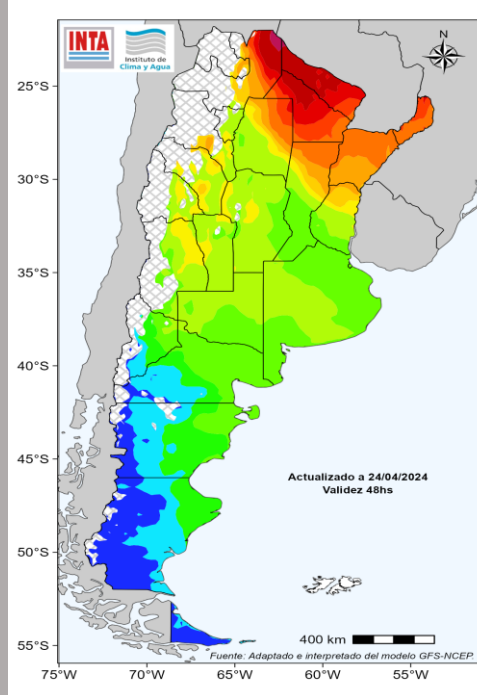 INTA
Instituto de
Clima y Agua
N
25°S
30°S
35°S
40°S
45°S
50°S
55°S
Actualizado a 24/04/2024
Validez 48hs
400 km
Fuente: Adaptado e interpretado del modelo GFS-NCEP.
75°W
70°W
65°W
60°W
55°W